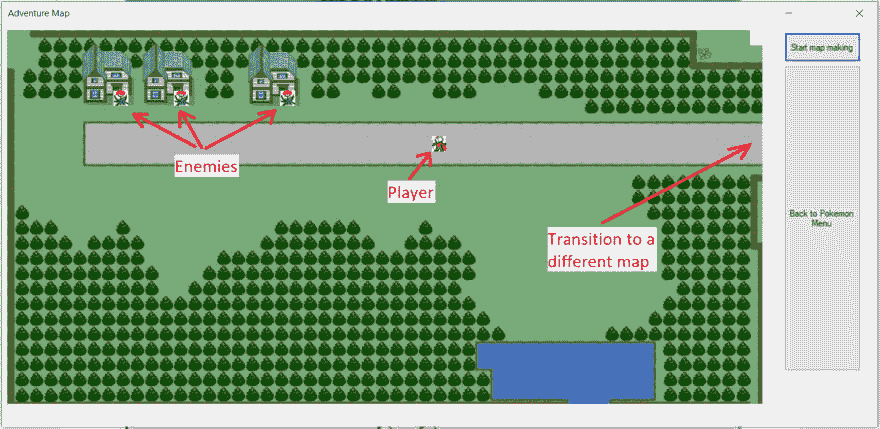 Adventure Map
Start map making
Enemies
Player
Back to Pokemon
Menu
Transition to a
different map